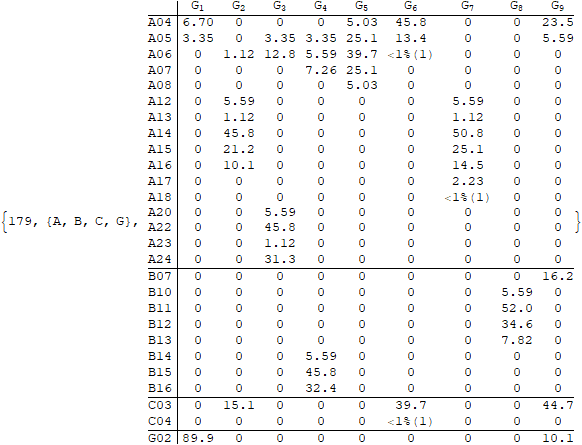 G₁ G₂ G₃ G₄ G₅ G₆ G₇ G₈ G₉
A04 6.70 0 0 0 5.03 45.8 0 0 23.5
A05 3.35 0 3.35 3.35 25.1 13.4 0 0 5.59
A06 0 1.12 12.8 5.59 39.7 <1%(1) 0 0 0
A07 0 0 0 7.26 25.1 0 0 0 0
A08 0 0 0 0 5.03 0 0 0 0
A12 0 5.59 0 0 0 0 5.59 0 0
A13 0 1.12 0 0 0 0 1.12 0 0
A14 0 45.8 0 0 0 0 50.8 0 0
A15 0 21.2 0 0 0 0 25.1 0 0
A16 0 10.1 0 0 0 0 14.5 0 0
A17 0 0 0 0 0 0 2.23 0 0
A18 0 0 0 0 0 0 <1%(1) 0 0
A20 0 0 5.59 0 0 0 0 0 0
{179, {A, B, C, G}, A22 0 0 45.8 0 0 0 0 0 0 }
A23 0 0 1.12 0 0 0 0 0 0
A24 0 0 31.3 0 0 0 0 0 0
B07 0 0 0 0 0 0 0 0 16.2
B10 0 0 0 0 0 0 0 5.59 0
B11 0 0 0 0 0 0 0 52.0 0
B12 0 0 0 0 0 0 0 34.6 0
B13 0 0 0 0 0 0 0 7.82 0
B14 0 0 0 5.59 0 0 0 0 0
B15 0 0 0 45.8 0 0 0 0 0
B16 0 0 0 32.4 0 0 0 0 0
C03 0 15.1 0 0 0 39.7 0 0 44.7
C04 0 0 0 0 0 <1%(1) 0 0 0
G02 89.9 0 0 0 0 0 0 0 10.1